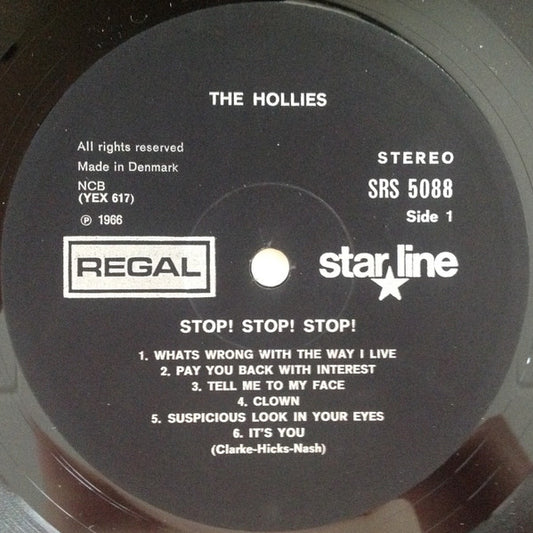 THE HOLLIES
All rights reserved
Made in Denmark
NCB
(YEX 617)
℗ 1966
STEREO
SRS 5088
Side 1
REGAL
starline
STOP! STOP! STOP!
1. WHATS WRONG WITH THE WAY I LIVE
2. PAY YOU BACK WITH INTEREST
3. TELL ME TO MY FACE
4. CLOWN
5. SUSPICIOUS LOOK IN YOUR EYES
6. IT'S YOU
(Clarke-Hicks-Nash)